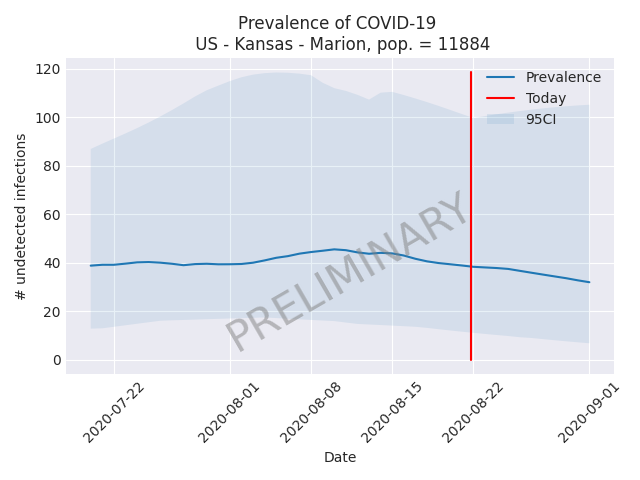 Prevalence of COVID-19
US - Kansas - Marion, pop. = 11884
# undetected infections
120
100
80
60
40
20
0
Prevalence
Today
95CI
PRELIMINARY
2020-07-22
2020-08-01
2020-08-08
2020-08-15
2020-08-22
2020-09-01
Date